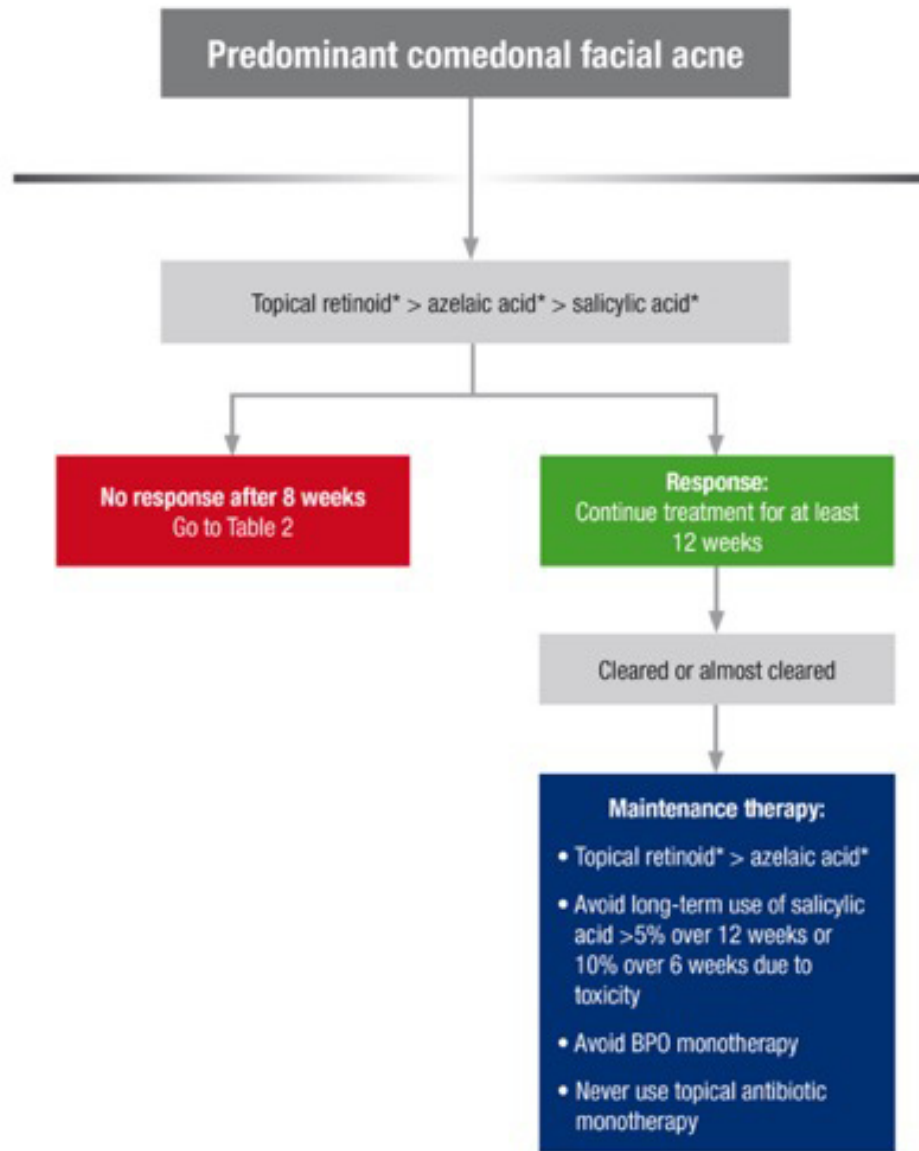 Predominant comedonal facial acne
Topical retinoid* > azelaic acid* > salicylic acid*
No response after 8 weeks
Go to Table 2
Response:
Continue treatment for at least
12 weeks
Cleared or almost cleared
Maintenance therapy:
• Topical retinoid* > azelaic acid*
• Avoid long-term use of salicylic
acid >5% over 12 weeks or
10% over 6 weeks due to
toxicity
• Avoid BPO monotherapy
• Never use topical antibiotic
monotherapy